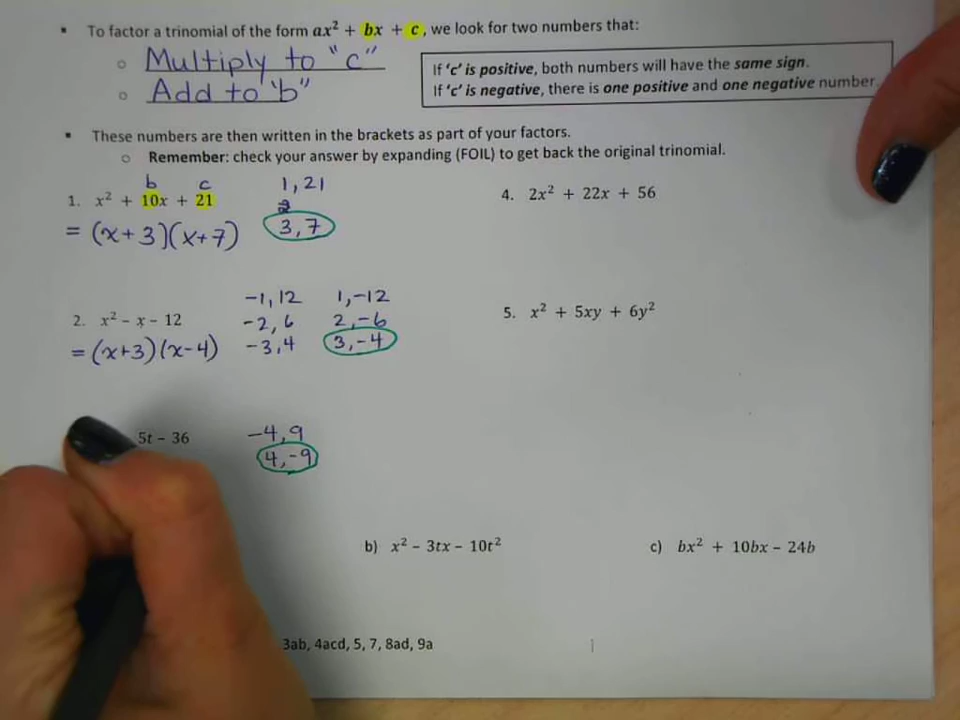 ▪ To factor a trinomial of the form ax² + bx + c, we look for two numbers that:
○ Multiply to "c"
○ Add to "b"
If 'c' is positive, both numbers will have the same sign.
If 'c' is negative, there is one positive and one negative number.
▪ These numbers are then written in the brackets as part of your factors.
○ Remember: check your answer by expanding (FOIL) to get back the original trinomial.
b c
1. x² + 10x + 21
= (x+3)(x+7)
1, 21
2
3, 7
4. 2x² + 22x + 56
2. x² − x − 12
= (x+3)(x-4)
-1, 12 1, -12
-2, 6 2, -6
-3, 4 3, -4
5. x² + 5xy + 6y²
5t − 36
-4, 9
4, -9
b) x² − 3tx − 10t²
c) bx² + 10bx − 24b
3ab, 4acd, 5, 7, 8ad, 9a